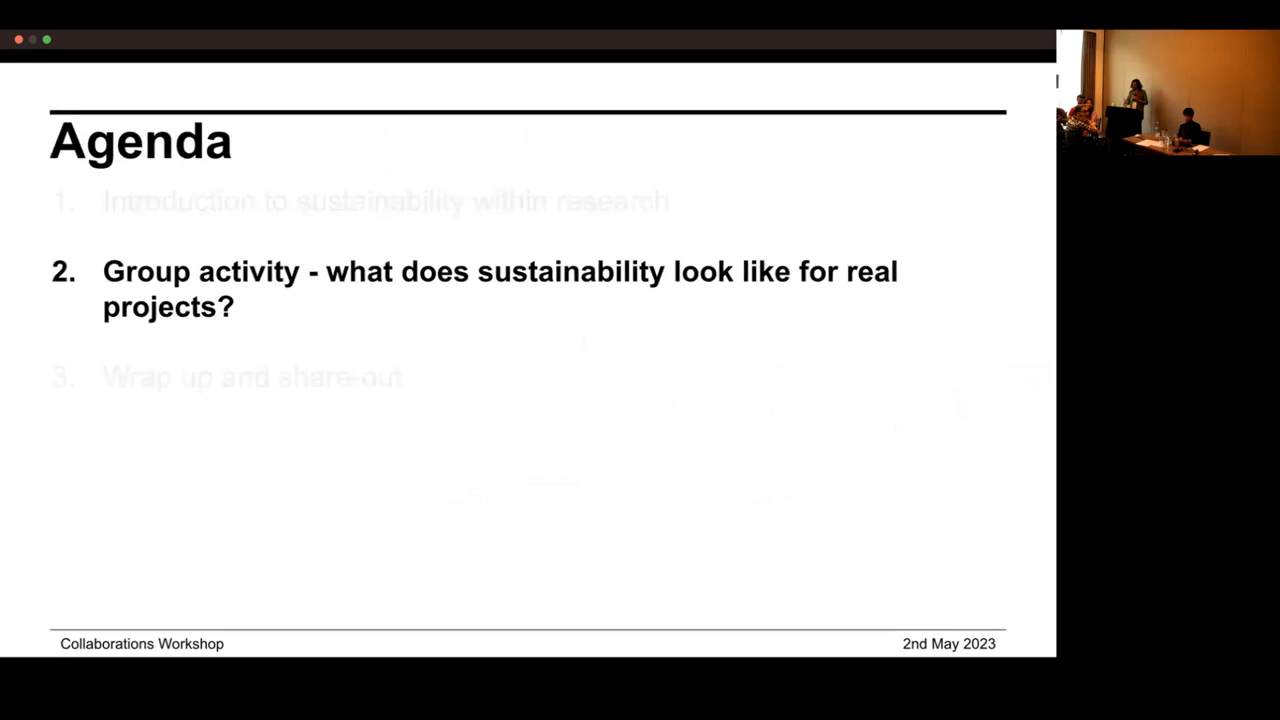 Agenda
1. Introduction to sustainability within research
2. Group activity - what does sustainability look like for real
projects?
3. Wrap up and share-out
Collaborations Workshop
2nd May 2023